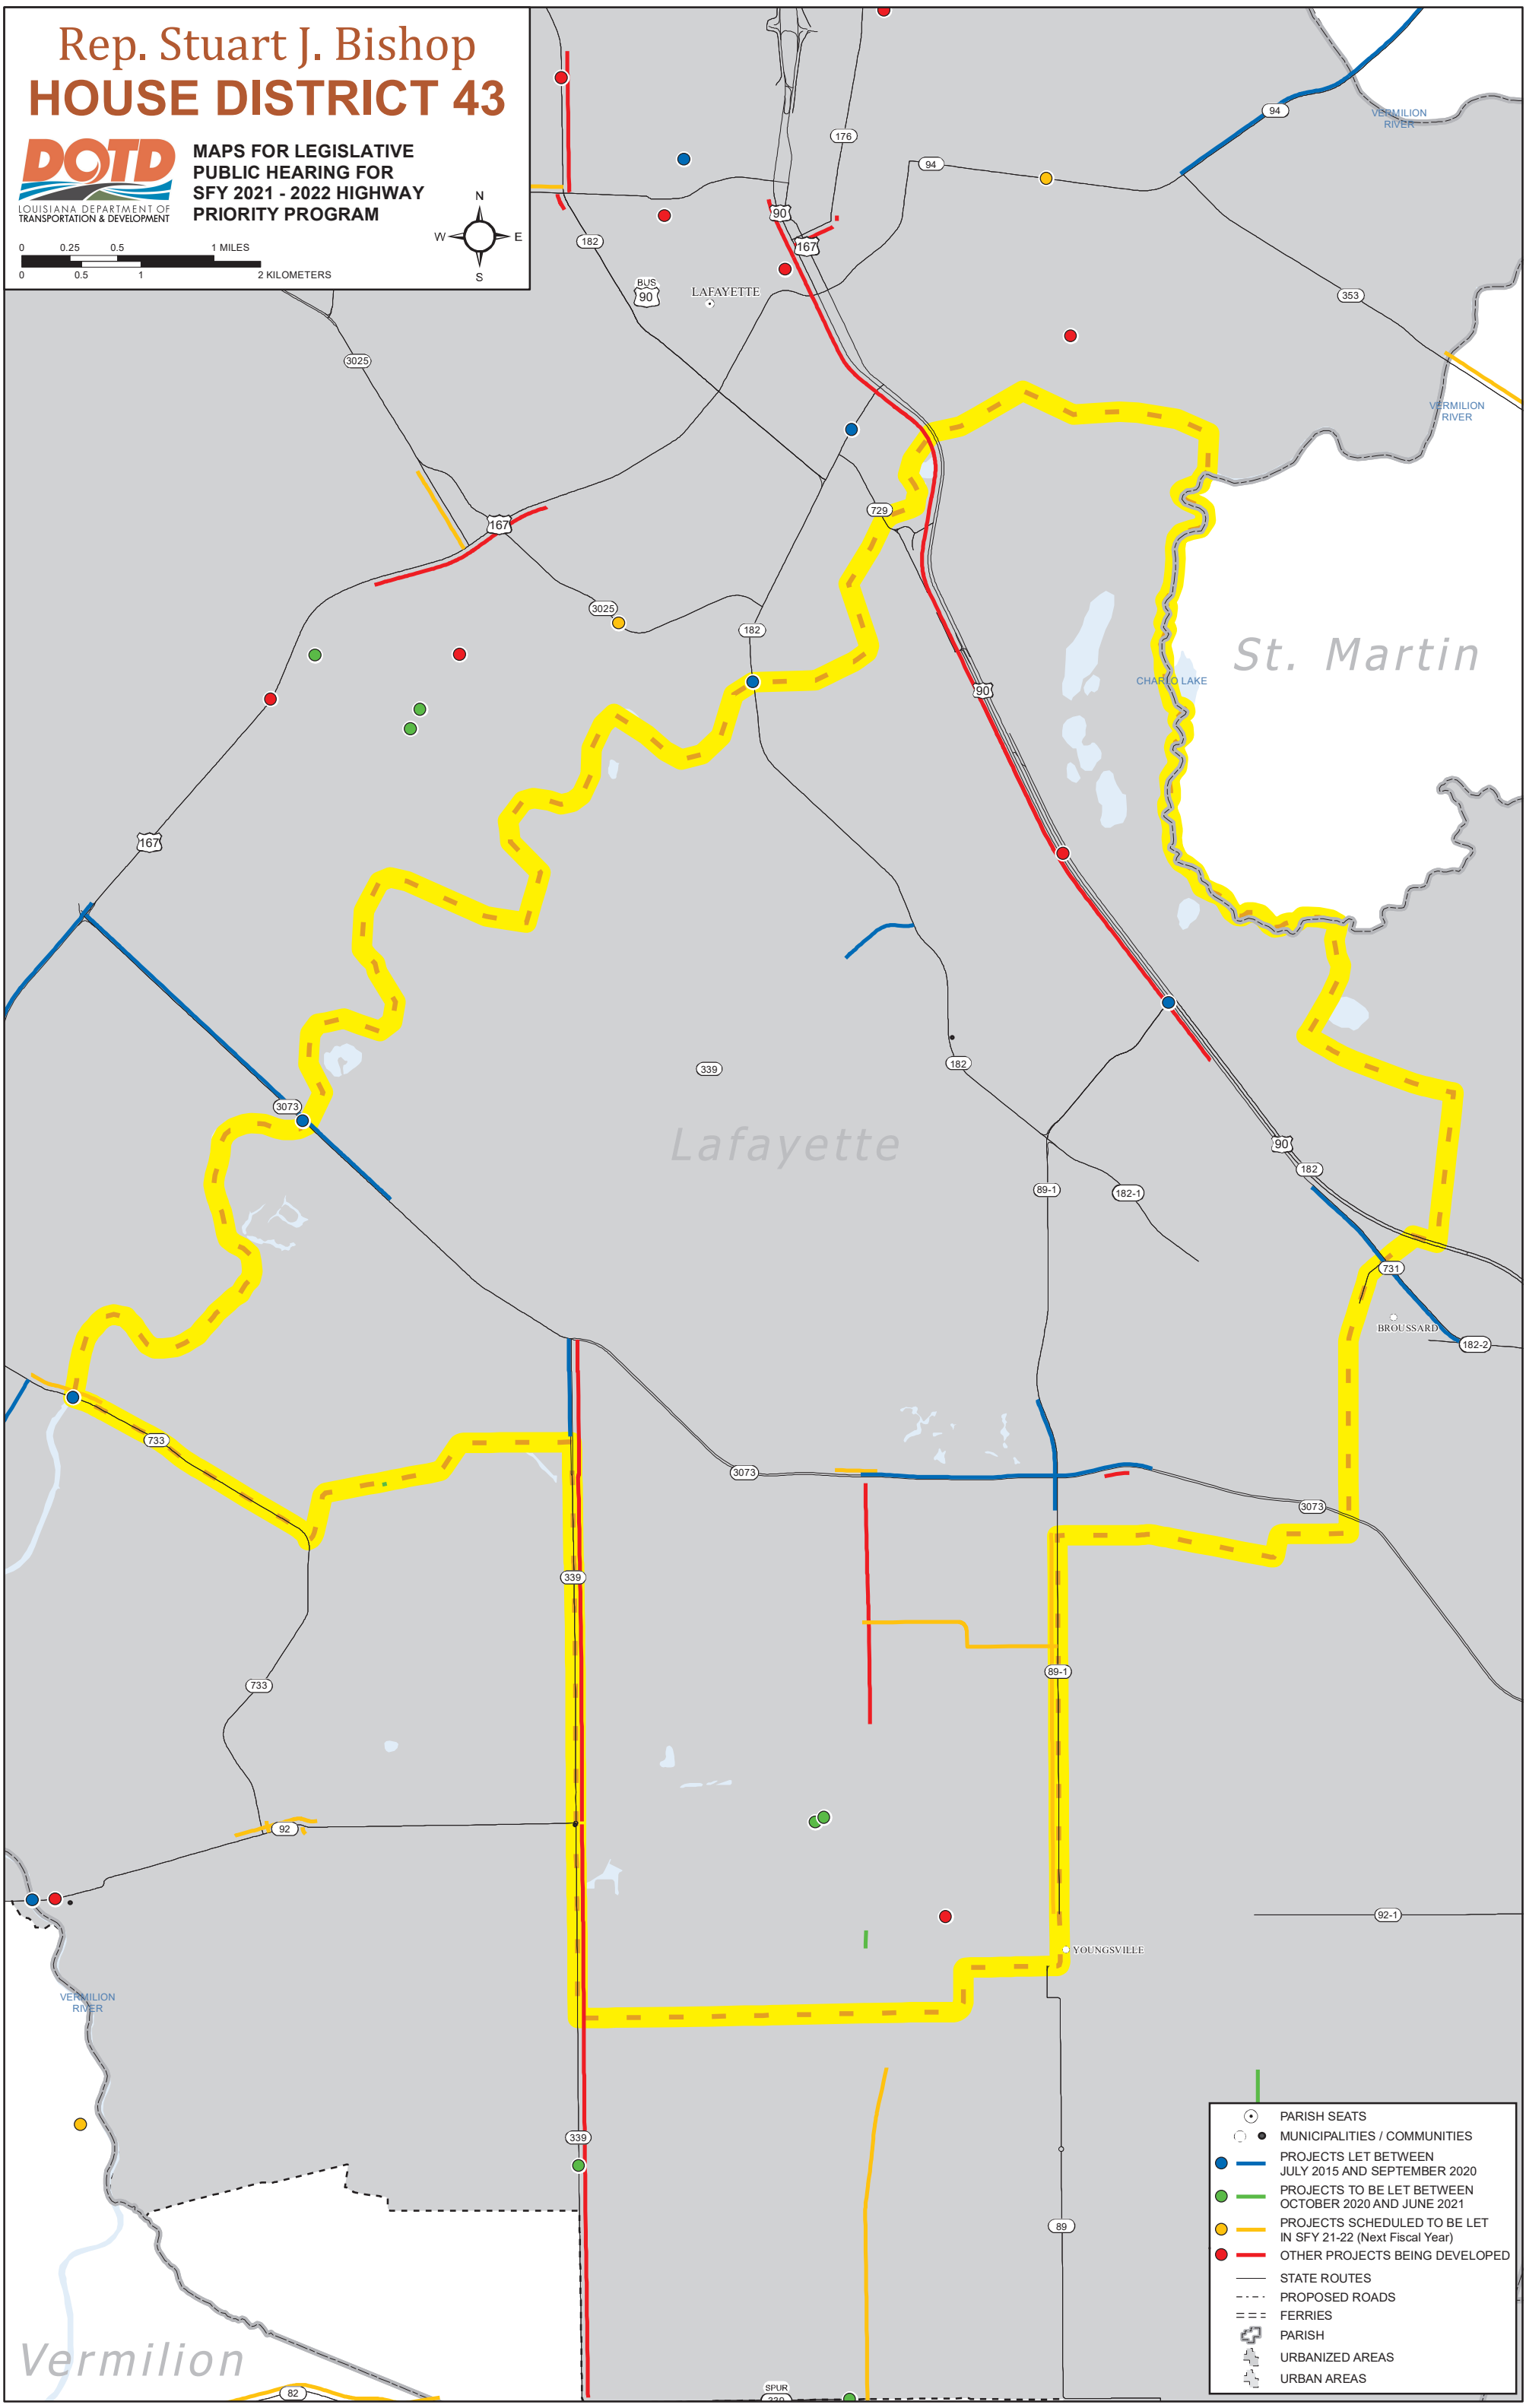 Rep. Stuart J. Bishop
HOUSE DISTRICT 43
DOTD
LOUISIANA DEPARTMENT OF
TRANSPORTATION & DEVELOPMENT
MAPS FOR LEGISLATIVE
PUBLIC HEARING FOR
SFY 2021 - 2022 HIGHWAY
PRIORITY PROGRAM
N
W E
S
0 0.25 0.5 1 MILES
0 0.5 1 2 KILOMETERS
94
VERMILION
RIVER
176
94
90
167
182
BUS
90
LAFAYETTE
353
3025
VERMILION
RIVER
729
167
3025
182
St. Martin
CHARLO LAKE
90
167
182
339
3073
Lafayette
90
182
89-1
182-1
731
BROUSSARD
182-2
733
3073
3073
339
89-1
733
92
92-1
YOUNGSVILLE
VERMILION
RIVER
339
89
Vermilion
82
SPUR
339
PARISH SEATS
MUNICIPALITIES / COMMUNITIES
PROJECTS LET BETWEEN
JULY 2015 AND SEPTEMBER 2020
PROJECTS TO BE LET BETWEEN
OCTOBER 2020 AND JUNE 2021
PROJECTS SCHEDULED TO BE LET
IN SFY 21-22 (Next Fiscal Year)
OTHER PROJECTS BEING DEVELOPED
STATE ROUTES
PROPOSED ROADS
FERRIES
PARISH
URBANIZED AREAS
URBAN AREAS